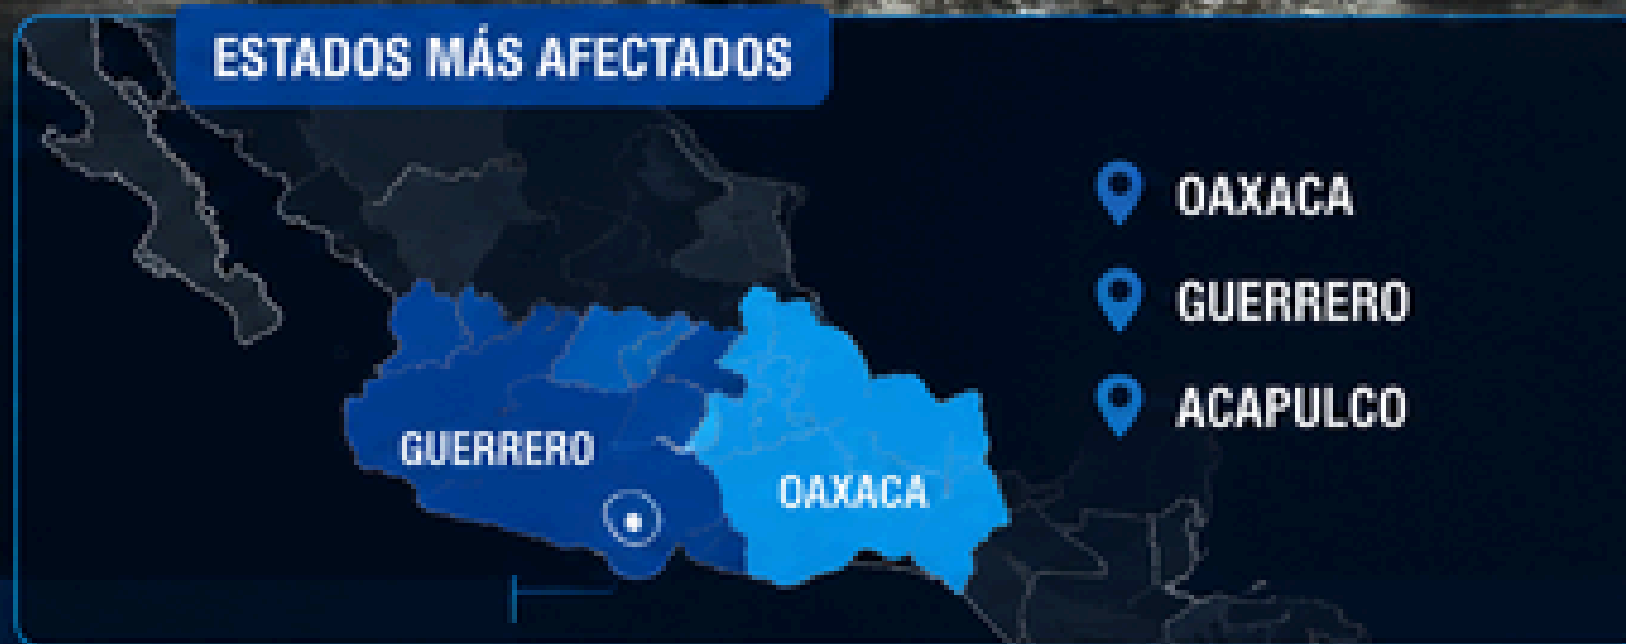 ESTADOS MÁS AFECTADOS
OAXACA
GUERRERO
ACAPULCO
GUERRERO
OAXACA